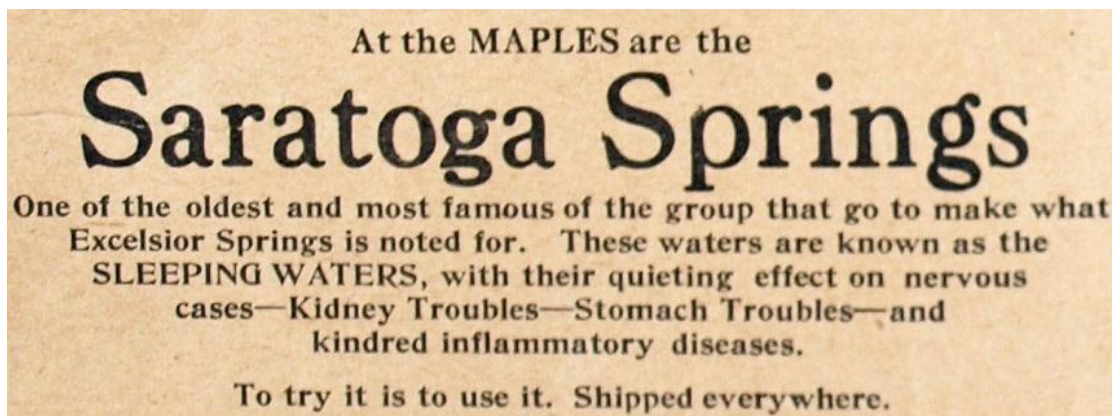 At the MAPLES are the
Saratoga Springs
One of the oldest and most famous of the group that go to make what
Excelsior Springs is noted for. These waters are known as the
SLEEPING WATERS, with their quieting effect on nervous
cases—Kidney Troubles—Stomach Troubles—and
kindred inflammatory diseases.
To try it is to use it. Shipped everywhere.